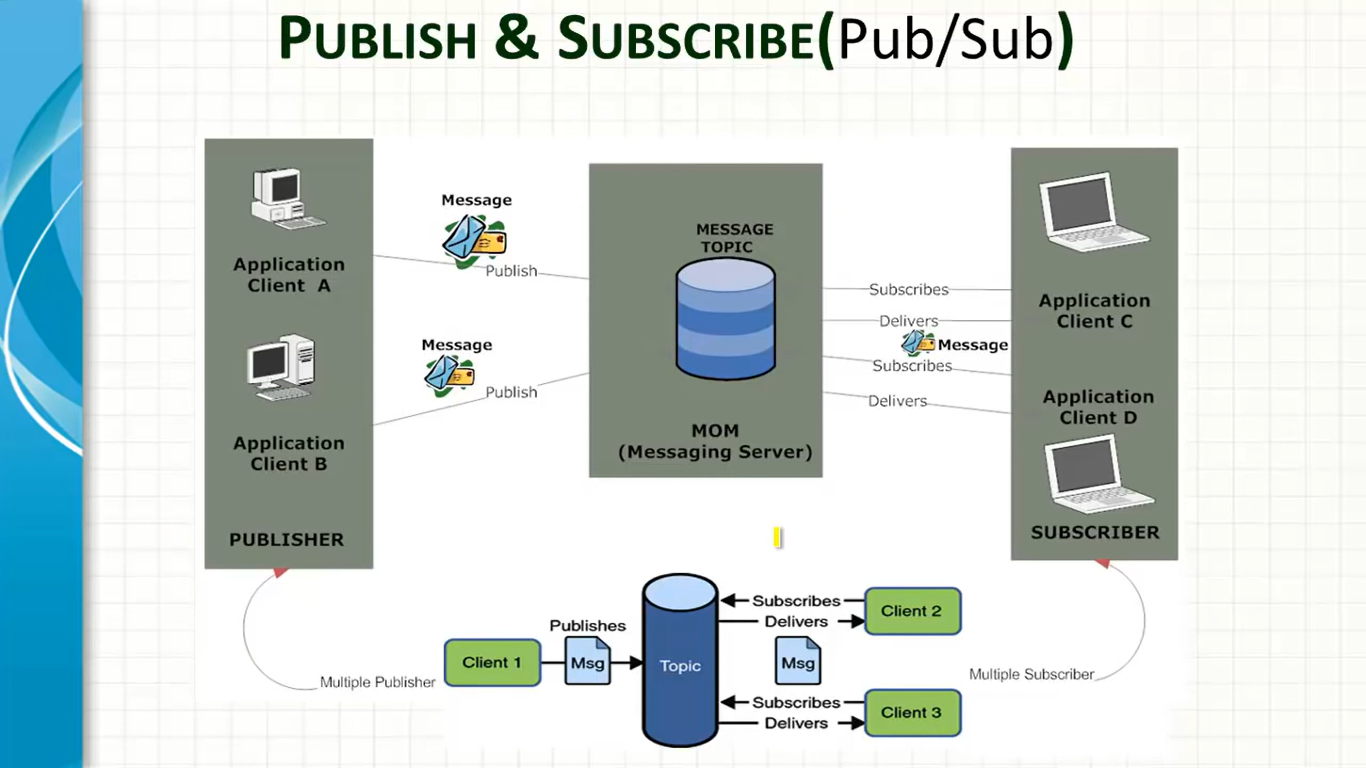 PUBLISH & SUBSCRIBE(Pub/Sub)
Application
Client A
Application
Client B
PUBLISHER
Message
Publish
Message
Publish
MESSAGE
TOPIC
MOM
(Messaging Server)
Subscribes
Delivers
Message
Subscribes
Delivers
Application
Client C
Application
Client D
SUBSCRIBER
Multiple Publisher
Client 1
Publishes
Msg
Topic
Subscribes
Delivers
Msg
Subscribes
Delivers
Client 2
Client 3
Multiple Subscriber